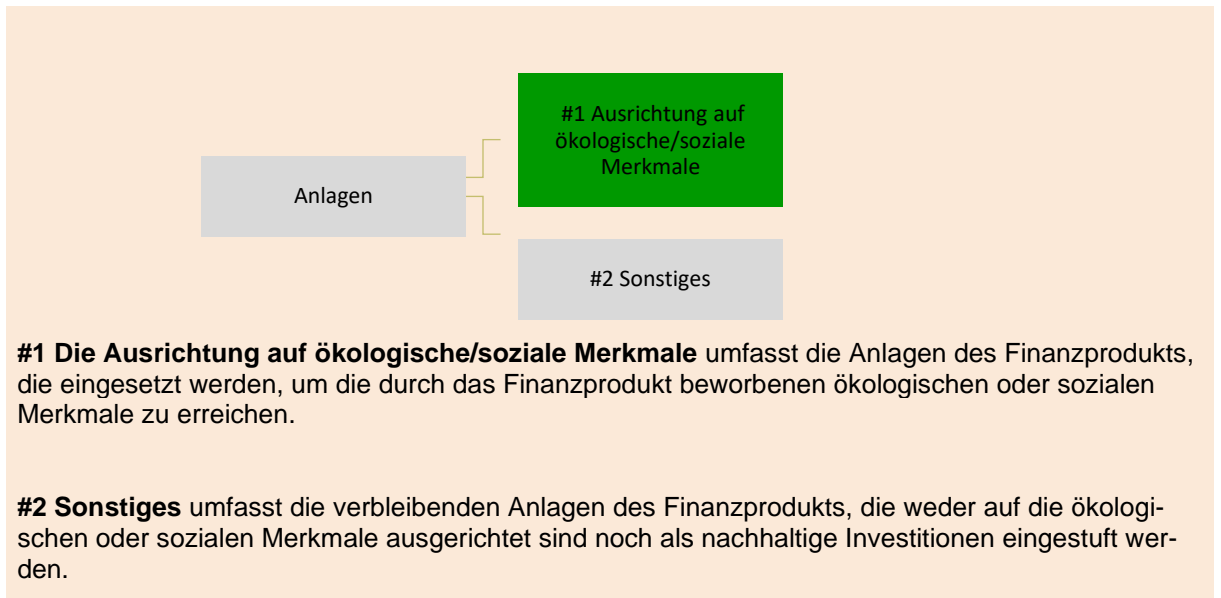 #1 Ausrichtung auf
ökologische/soziale
Merkmale
Anlagen
#2 Sonstiges
#1 Die Ausrichtung auf ökologische/soziale Merkmale umfasst die Anlagen des Finanzprodukts,
die eingesetzt werden, um die durch das Finanzprodukt beworbenen ökologischen oder sozialen
Merkmale zu erreichen.
#2 Sonstiges umfasst die verbleibenden Anlagen des Finanzprodukts, die weder auf die ökologi-
schen oder sozialen Merkmale ausgerichtet sind noch als nachhaltige Investitionen eingestuft wer-
den.